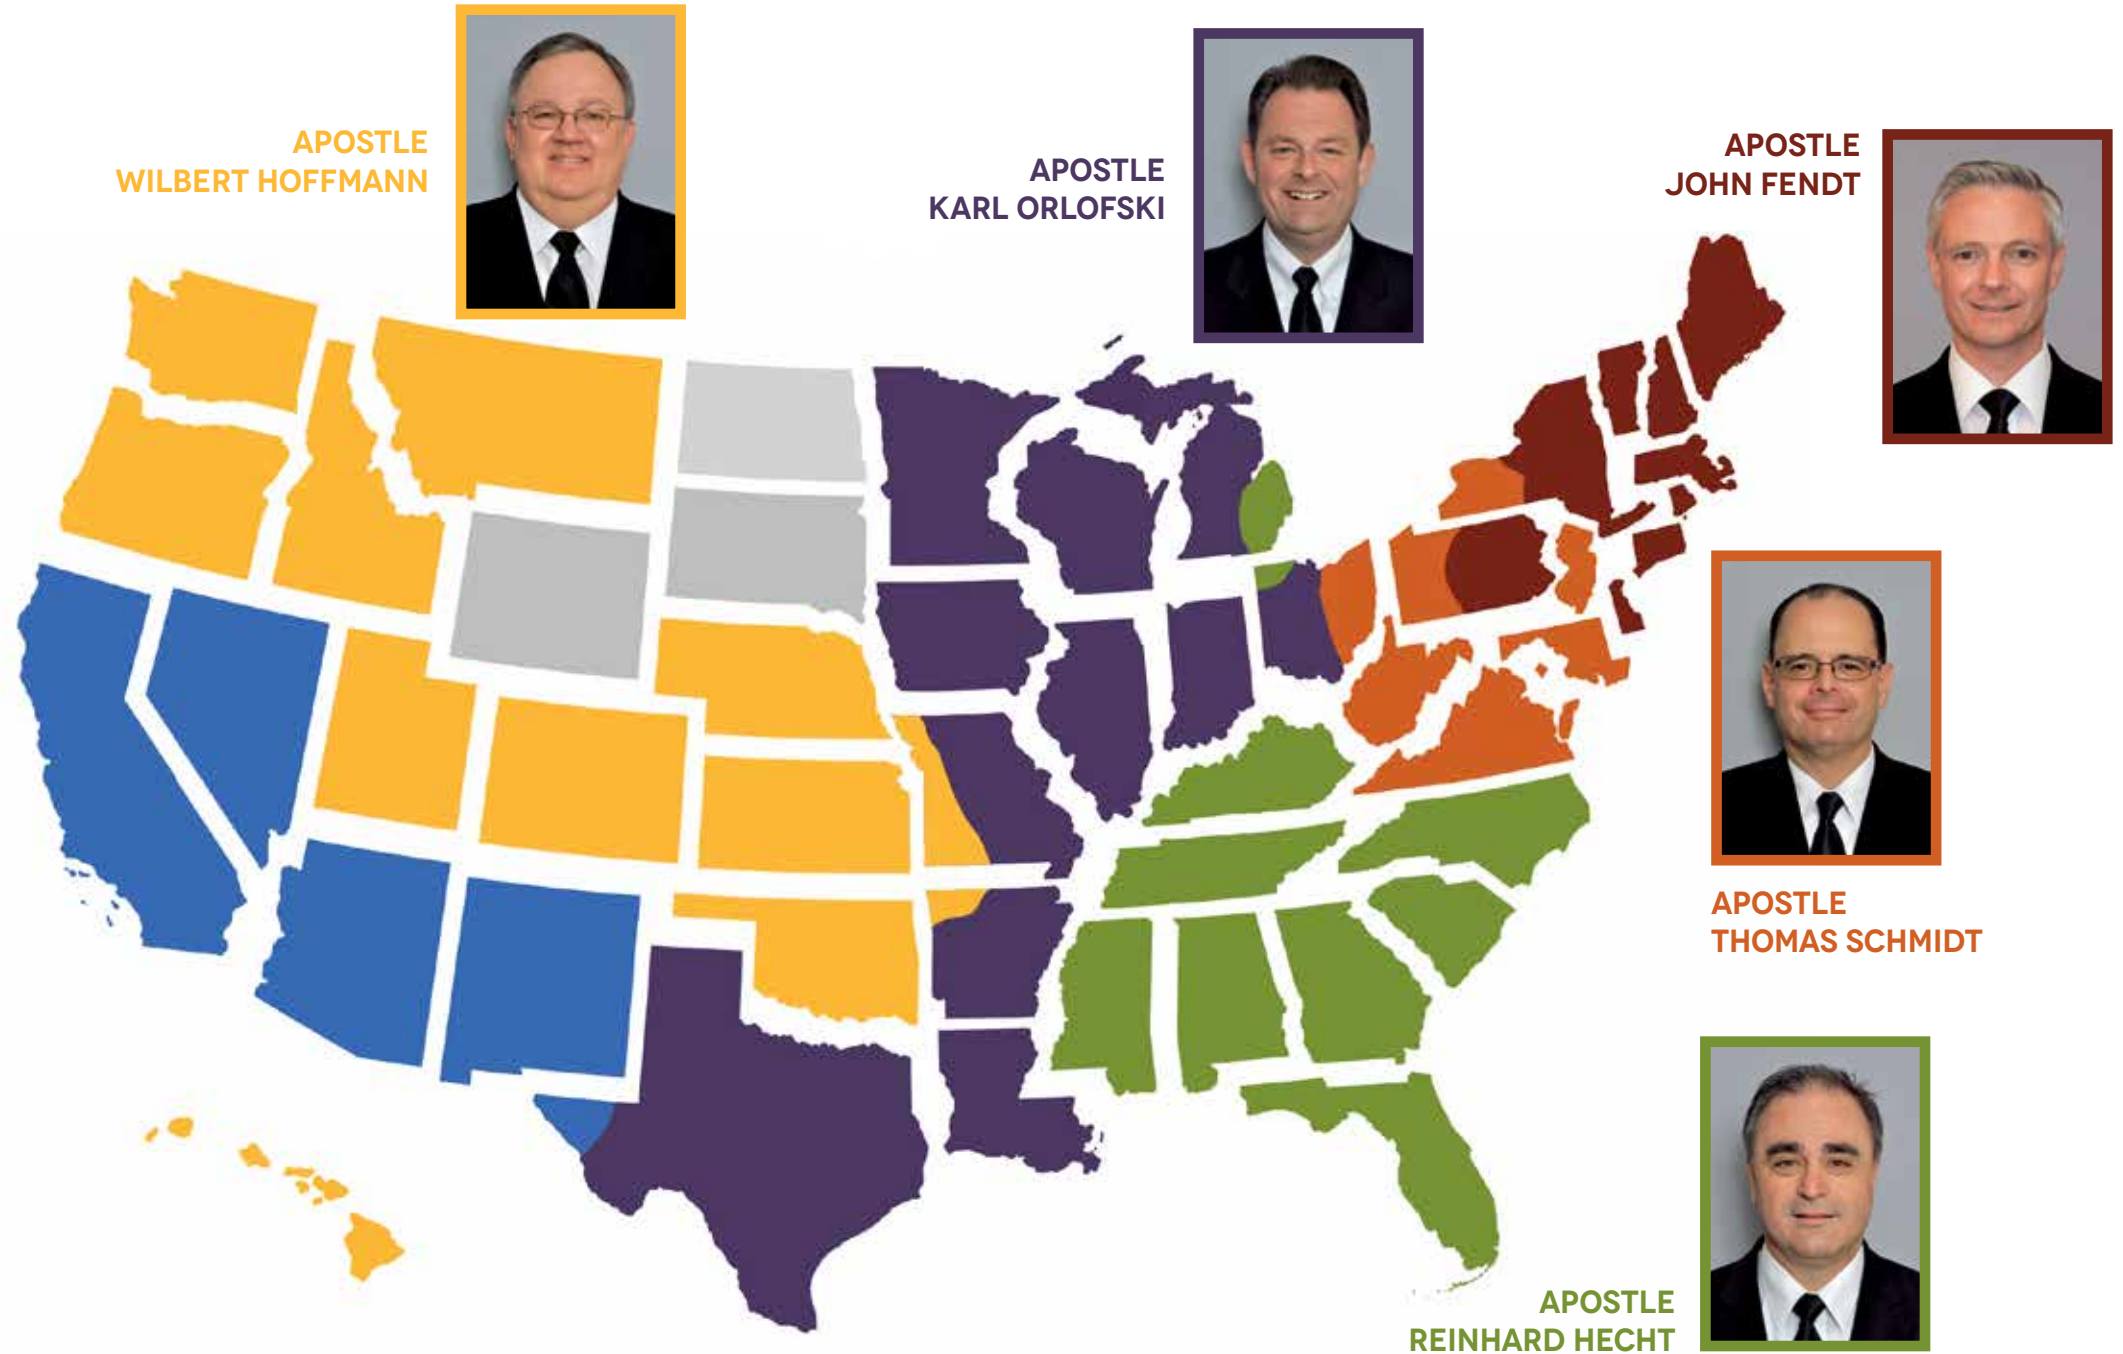 APOSTLE
WILBERT HOFFMANN
APOSTLE
KARL ORLOFSKI
APOSTLE
JOHN FENDT
APOSTLE
THOMAS SCHMIDT
APOSTLE
REINHARD HECHT